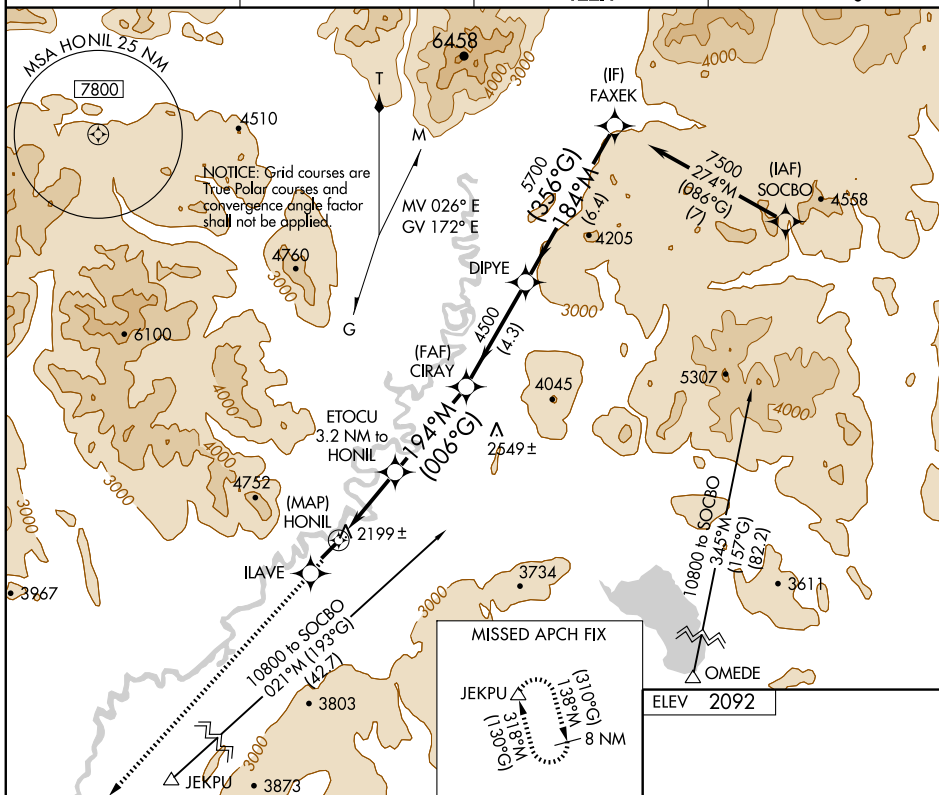 MSA HONIL 25 NM
7800
4510
NOTICE: Grid courses are
True Polar courses and
convergence angle factor
shall not be applied.
T
M
MV 026° E
GV 172° E
G
6458
4000
3000
4000
(IF)
FAXEK
5700
(356°G)
184°M
(6.4)
7500
274°M
(086°G)
(7)
(IAF)
SOCBO
4558
4205
3000
4760
3000
6100
DIPYE
4500
(4.3)
(FAF)
CIRAY
4045
5307
4000
ETOCU
3.2 NM to
HONIL
194°M
(006°G)
2549±
4000
4752
3000
3000
(MAP)
HONIL
2199±
ILAVE
3967
10800 to SOCBO
021°M (193°G)
(42.7)
3734
3000
10800 to SOCBO
345°M
(157°G)
(82.2)
3611
OMEDE
3803
JEKPU
3000
3873
MISSED APCH FIX
JEKPU
(310°G)
138°M
8 NM
318°M
(130°G)
ELEV 2092